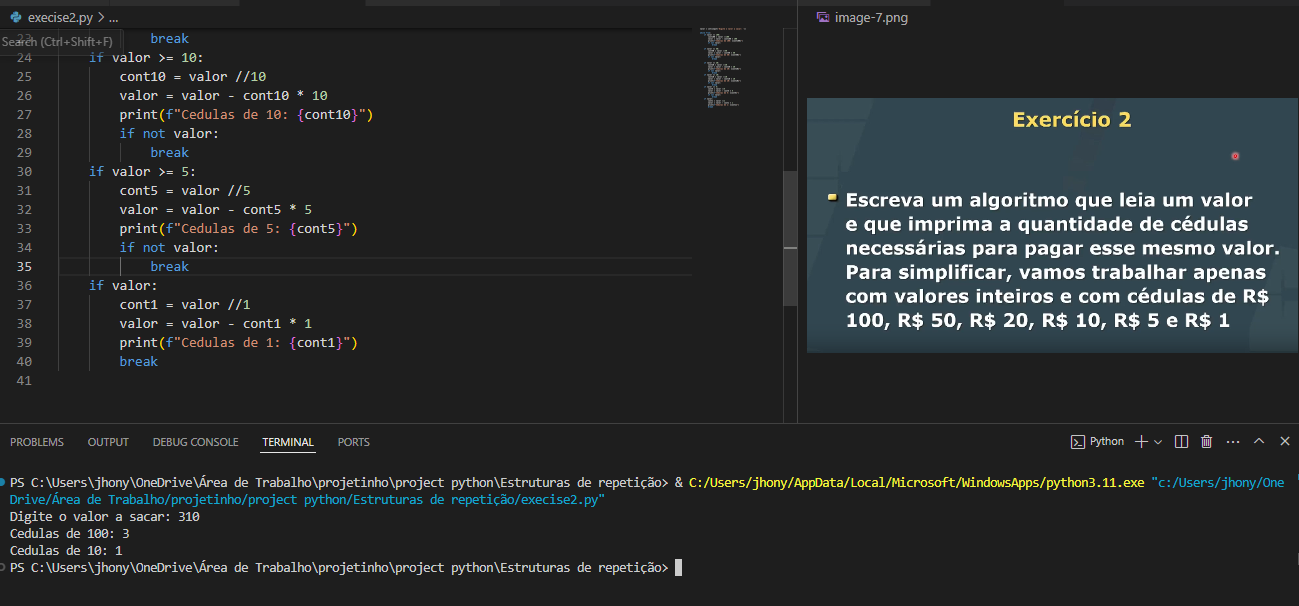 execise2.py > ...
Search (Ctrl+Shift+F)
break
24 if valor >= 10:
25 cont10 = valor //10
26 valor = valor - cont10 * 10
27 print(f"Cedulas de 10: {cont10}")
28 if not valor:
29 break
30 if valor >= 5:
31 cont5 = valor //5
32 valor = valor - cont5 * 5
33 print(f"Cedulas de 5: {cont5}")
34 if not valor:
35 break
36 if valor:
37 cont1 = valor //1
38 valor = valor - cont1 * 1
39 print(f"Cedulas de 1: {cont1}")
40 break
41
image-7.png
Exercício 2
Escreva um algoritmo que leia um valor
e que imprima a quantidade de cédulas
necessárias para pagar esse mesmo valor.
Para simplificar, vamos trabalhar apenas
com valores inteiros e com cédulas de R$
100, R$ 50, R$ 20, R$ 10, R$ 5 e R$ 1
PROBLEMS OUTPUT DEBUG CONSOLE TERMINAL PORTS
Python
PS C:\Users\jhony\OneDrive\Área de Trabalho\projetinho\project python\Estruturas de repetição> & C:/Users/jhony/AppData/Local/Microsoft/WindowsApps/python3.11.exe "c:/Users/jhony/One
Drive/Área de Trabalho/projetinho/project python/Estruturas de repetição/execise2.py"
Digite o valor a sacar: 310
Cedulas de 100: 3
Cedulas de 10: 1
PS C:\Users\jhony\OneDrive\Área de Trabalho\projetinho\project python\Estruturas de repetição>